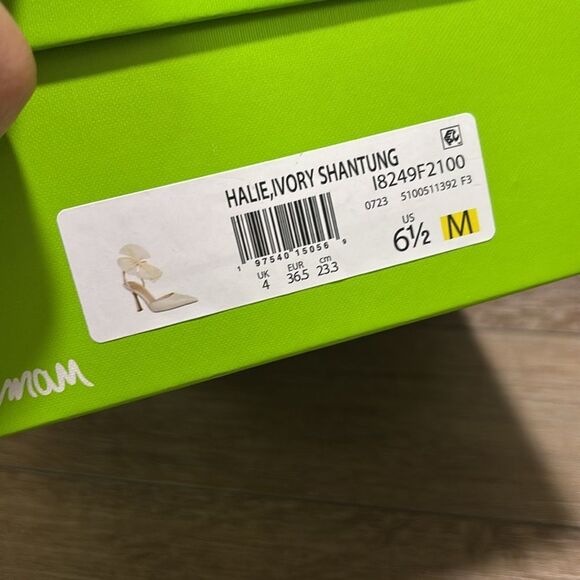 HALIE,IVORY SHANTUNG
I8249F2100
0723 5100511392 F3
1 97540 15056 9
UK EUR cm
4 36.5 23.3
US
6½ M